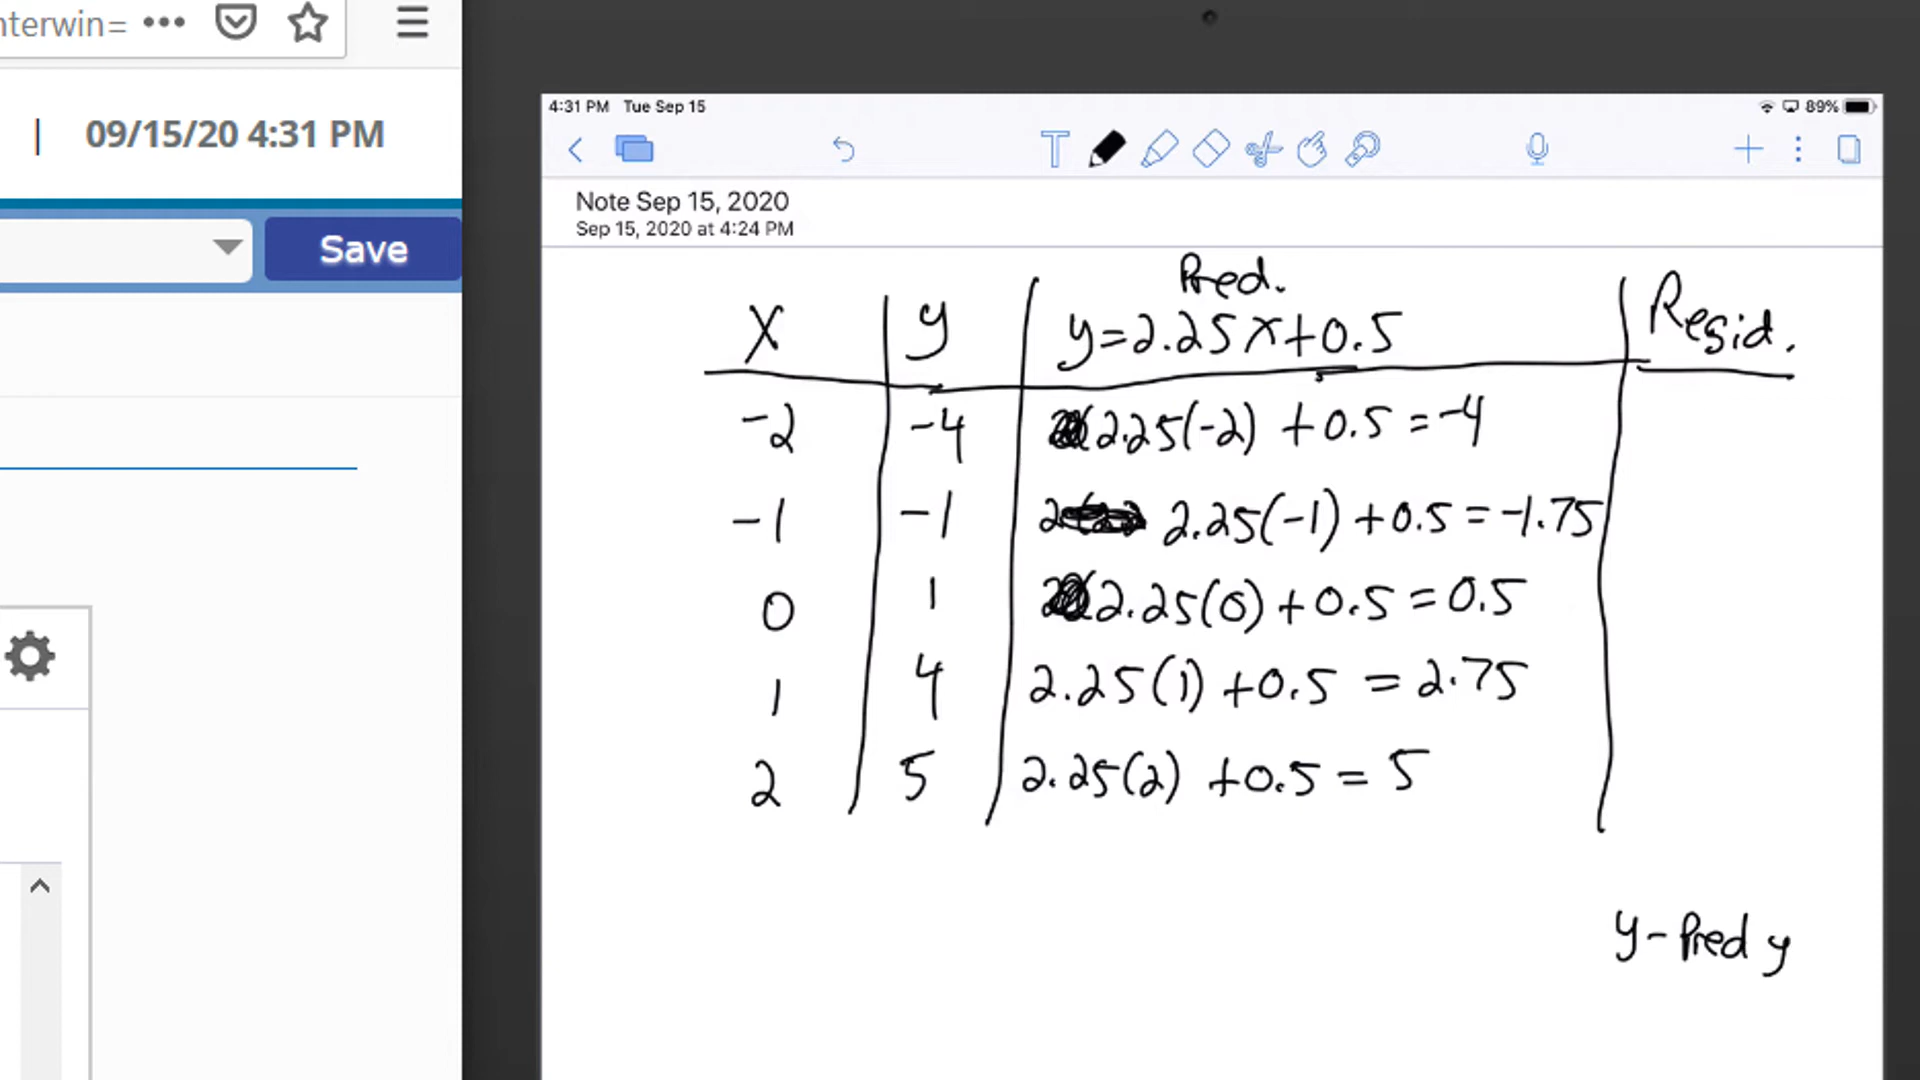 nterwin=
| 09/15/20 4:31 PM
Save
4:31 PM Tue Sep 15
89%
T
Note Sep 15, 2020
Sep 15, 2020 at 4:24 PM
Pred.
x y y=2.25x+0.5 Resid.
-2 -4 2.25(-2) +0.5 =-4
-1 -1 2.25(-1) +0.5 =-1.75
0 1 2.25(0) +0.5 =0.5
1 4 2.25(1) +0.5 = 2.75
2 5 2.25(2) +0.5 = 5
y- Pred y